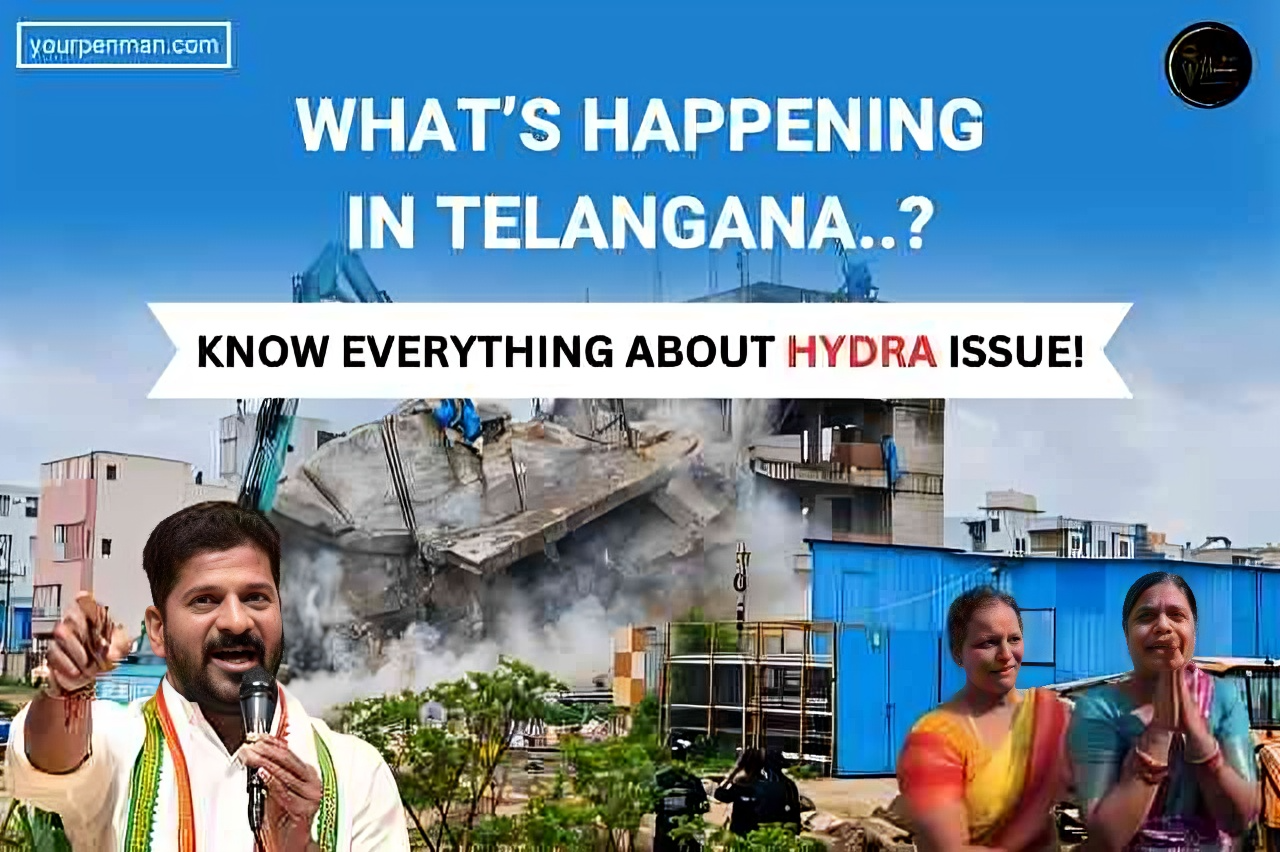 yourpenman.com
WHAT'S HAPPENING
IN TELANGANA..?
KNOW EVERYTHING ABOUT HYDRA ISSUE!